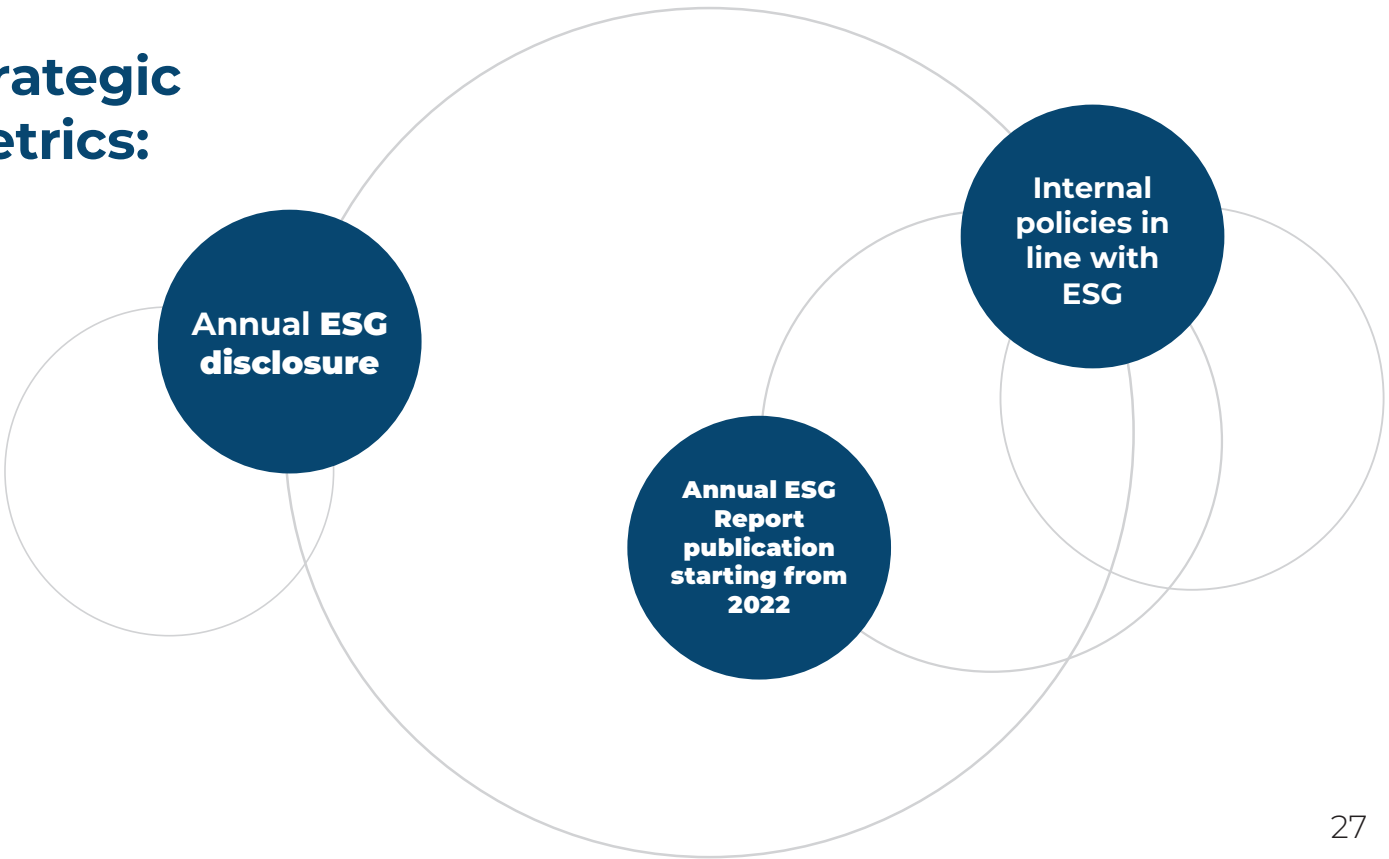 rategic
etrics:
Internal
policies in
line with
ESG
Annual ESG
disclosure
Annual ESG
Report
publication
starting from
2022
27